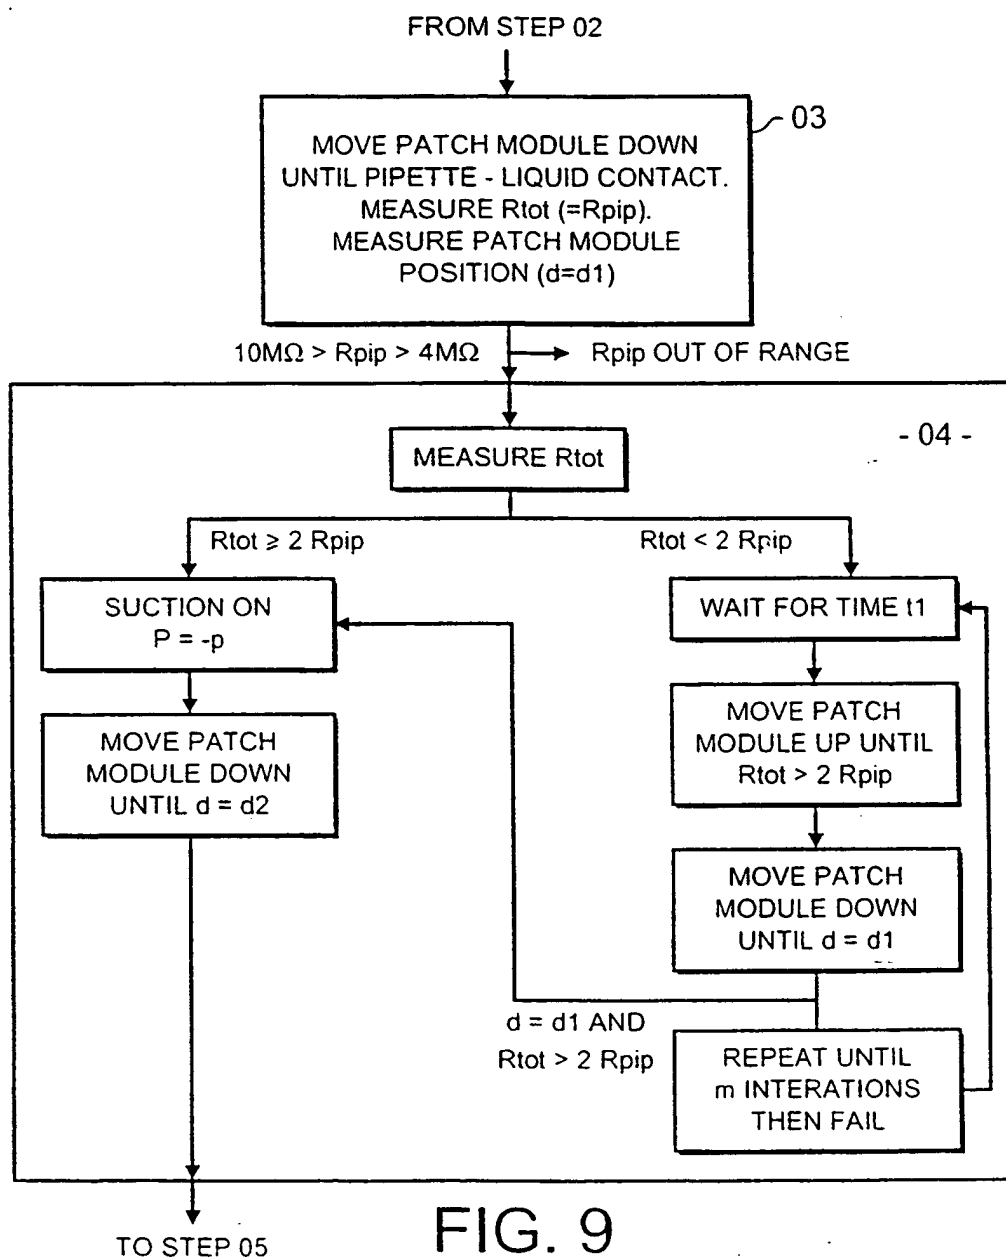 FROM STEP 02
03
MOVE PATCH MODULE DOWN
UNTIL PIPETTE - LIQUID CONTACT.
MEASURE Rtot (=Rpip).
MEASURE PATCH MODULE
POSITION (d=d1)
10MΩ > Rpip > 4MΩ
Rpip OUT OF RANGE
- 04 -
MEASURE Rtot
Rtot ≥ 2 Rpip
Rtot < 2 Rpip
SUCTION ON
P = -p
MOVE PATCH
MODULE DOWN
UNTIL d = d2
WAIT FOR TIME t1
MOVE PATCH
MODULE UP UNTIL
Rtot > 2 Rpip
MOVE PATCH
MODULE DOWN
UNTIL d = d1
d = d1 AND
Rtot > 2 Rpip
REPEAT UNTIL
m INTERATIONS
THEN FAIL
TO STEP 05
FIG. 9